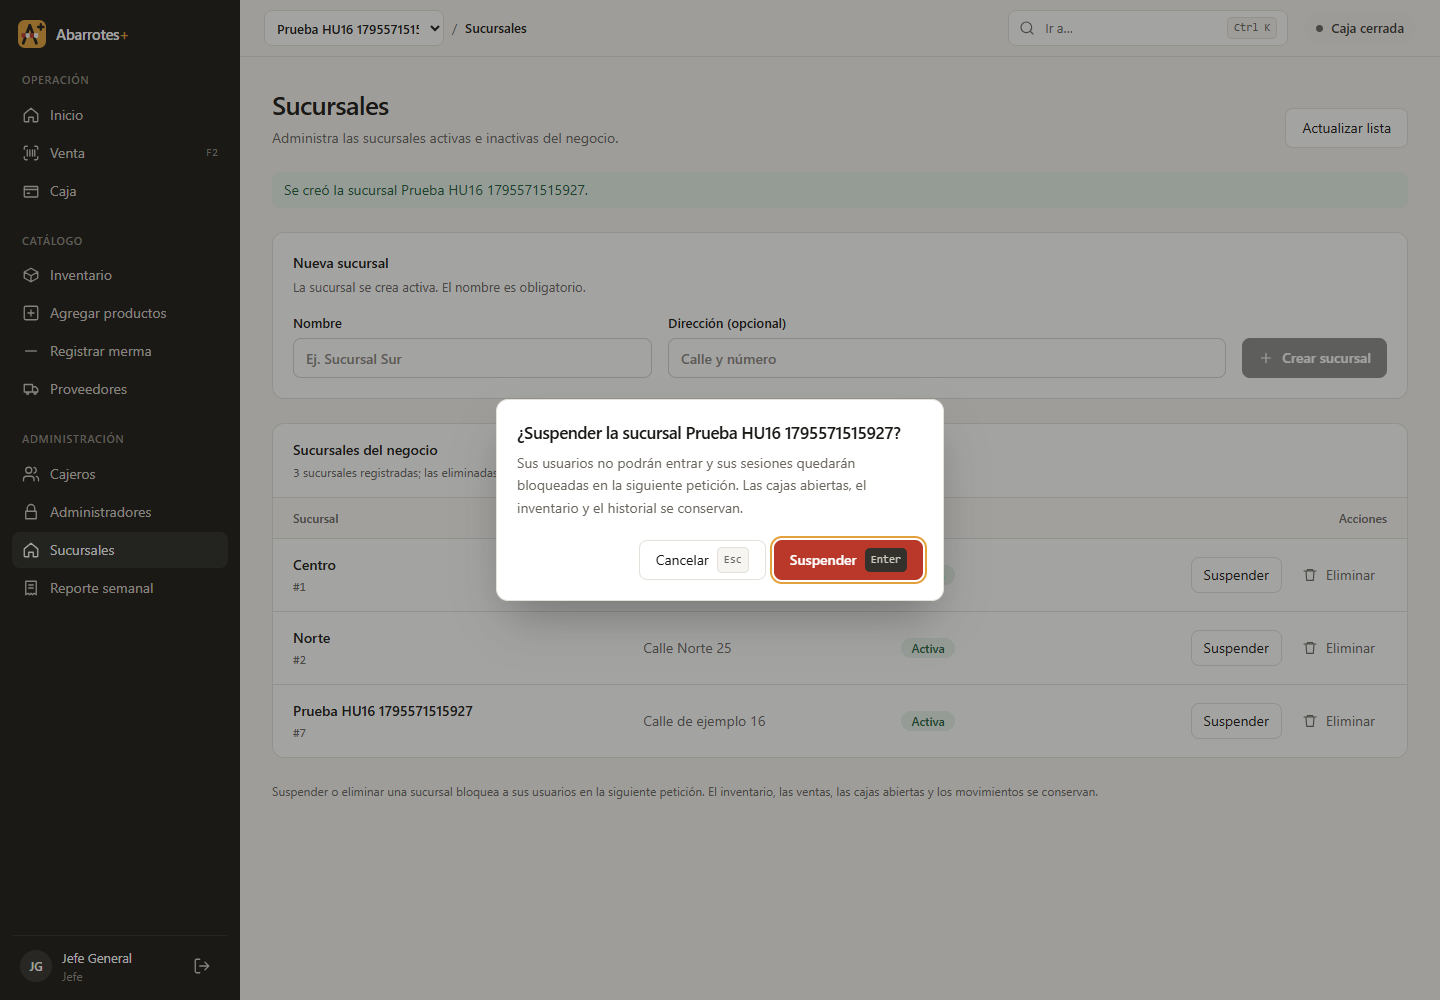 Abarrotes+
OPERACIÓN
Inicio
Venta F2
Caja
CATÁLOGO
Inventario
Agregar productos
Registrar merma
Proveedores
ADMINISTRACIÓN
Cajeros
Administradores
Sucursales
Reporte semanal
JG Jefe General
Jefe
Prueba HU16 179557151 / Sucursales
Ir a... Ctrl K
Caja cerrada
Sucursales
Administra las sucursales activas e inactivas del negocio.
Actualizar lista
Se creó la sucursal Prueba HU16 1795571515927.
Nueva sucursal
La sucursal se crea activa. El nombre es obligatorio.
Nombre Dirección (opcional)
Ej. Sucursal Sur Calle y número + Crear sucursal
Sucursales del negocio
3 sucursales registradas; las eliminadas
Sucursal Acciones
Centro
#1
Suspender Eliminar
Norte
#2
Calle Norte 25 Activa Suspender Eliminar
Prueba HU16 1795571515927
#7
Calle de ejemplo 16 Activa Suspender Eliminar
Suspender o eliminar una sucursal bloquea a sus usuarios en la siguiente petición. El inventario, las ventas, las cajas abiertas y los movimientos se conservan.
¿Suspender la sucursal Prueba HU16 1795571515927?
Sus usuarios no podrán entrar y sus sesiones quedarán
bloqueadas en la siguiente petición. Las cajas abiertas, el
inventario y el historial se conservan.
Cancelar Esc Suspender Enter